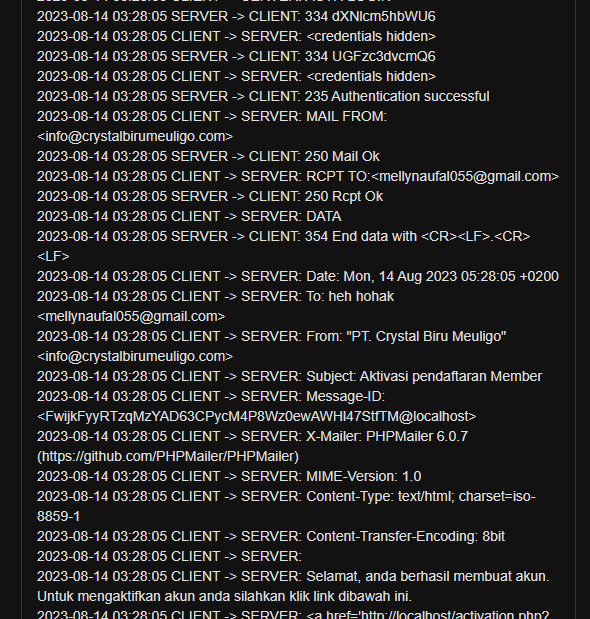 2023-08-14 03:28:05 SERVER -> CLIENT: 334 dXNlcm5hbWU6
2023-08-14 03:28:05 CLIENT -> SERVER: <credentials hidden>
2023-08-14 03:28:05 SERVER -> CLIENT: 334 UGFzc3dvcmQ6
2023-08-14 03:28:05 CLIENT -> SERVER: <credentials hidden>
2023-08-14 03:28:05 SERVER -> CLIENT: 235 Authentication successful
2023-08-14 03:28:05 CLIENT -> SERVER: MAIL FROM:
<info@crystalbirumeuligo.com>
2023-08-14 03:28:05 SERVER -> CLIENT: 250 Mail Ok
2023-08-14 03:28:05 CLIENT -> SERVER: RCPT TO:<mellynaufal055@gmail.com>
2023-08-14 03:28:05 SERVER -> CLIENT: 250 Rcpt Ok
2023-08-14 03:28:05 CLIENT -> SERVER: DATA
2023-08-14 03:28:05 SERVER -> CLIENT: 354 End data with <CR><LF>.<CR>
<LF>
2023-08-14 03:28:05 CLIENT -> SERVER: Date: Mon, 14 Aug 2023 05:28:05 +0200
2023-08-14 03:28:05 CLIENT -> SERVER: To: heh hohak
<mellynaufal055@gmail.com>
2023-08-14 03:28:05 CLIENT -> SERVER: From: "PT. Crystal Biru Meuligo"
<info@crystalbirumeuligo.com>
2023-08-14 03:28:05 CLIENT -> SERVER: Subject: Aktivasi pendaftaran Member
2023-08-14 03:28:05 CLIENT -> SERVER: Message-ID:
<FwijkFyyRTzqMzYAD63CPycM4P8Wz0ewAWHI47StfTM@localhost>
2023-08-14 03:28:05 CLIENT -> SERVER: X-Mailer: PHPMailer 6.0.7
(https://github.com/PHPMailer/PHPMailer)
2023-08-14 03:28:05 CLIENT -> SERVER: MIME-Version: 1.0
2023-08-14 03:28:05 CLIENT -> SERVER: Content-Type: text/html; charset=iso-
8859-1
2023-08-14 03:28:05 CLIENT -> SERVER: Content-Transfer-Encoding: 8bit
2023-08-14 03:28:05 CLIENT -> SERVER:
2023-08-14 03:28:05 CLIENT -> SERVER: Selamat, anda berhasil membuat akun.
Untuk mengaktifkan akun anda silahkan klik link dibawah ini.
2023-08-14 03:28:05 CLIENT -> SERVER: <a href='http://localhost/activation.php?